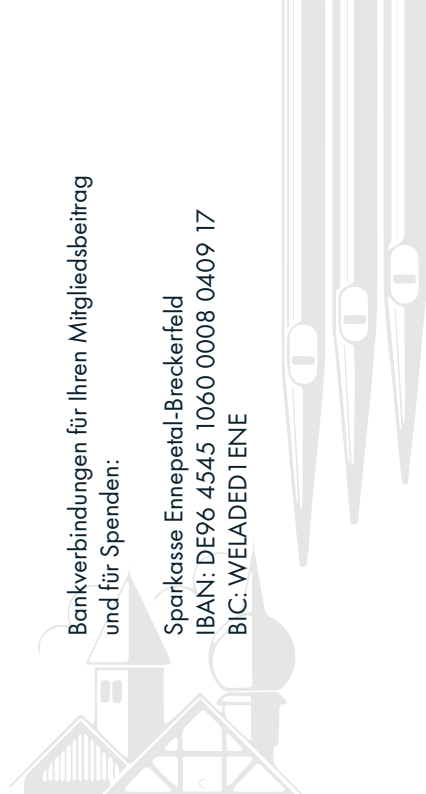 Bankverbindungen für Ihren Mitgliedsbeitrag
und für Spenden:
Sparkasse Ennepetal-Breckerfeld
IBAN: DE96 4545 1060 0008 0409 17
BIC: WELADED1ENE